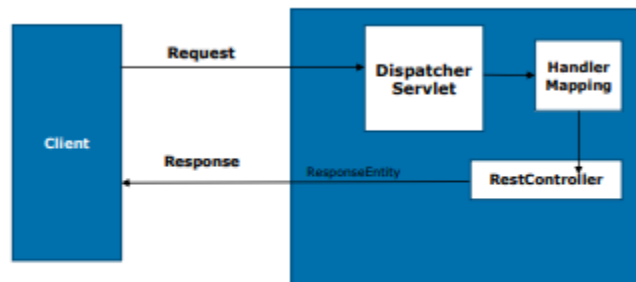 Request
Dispatcher
Servlet
Handler
Mapping
Client
Response
ResponseEntity
RestController